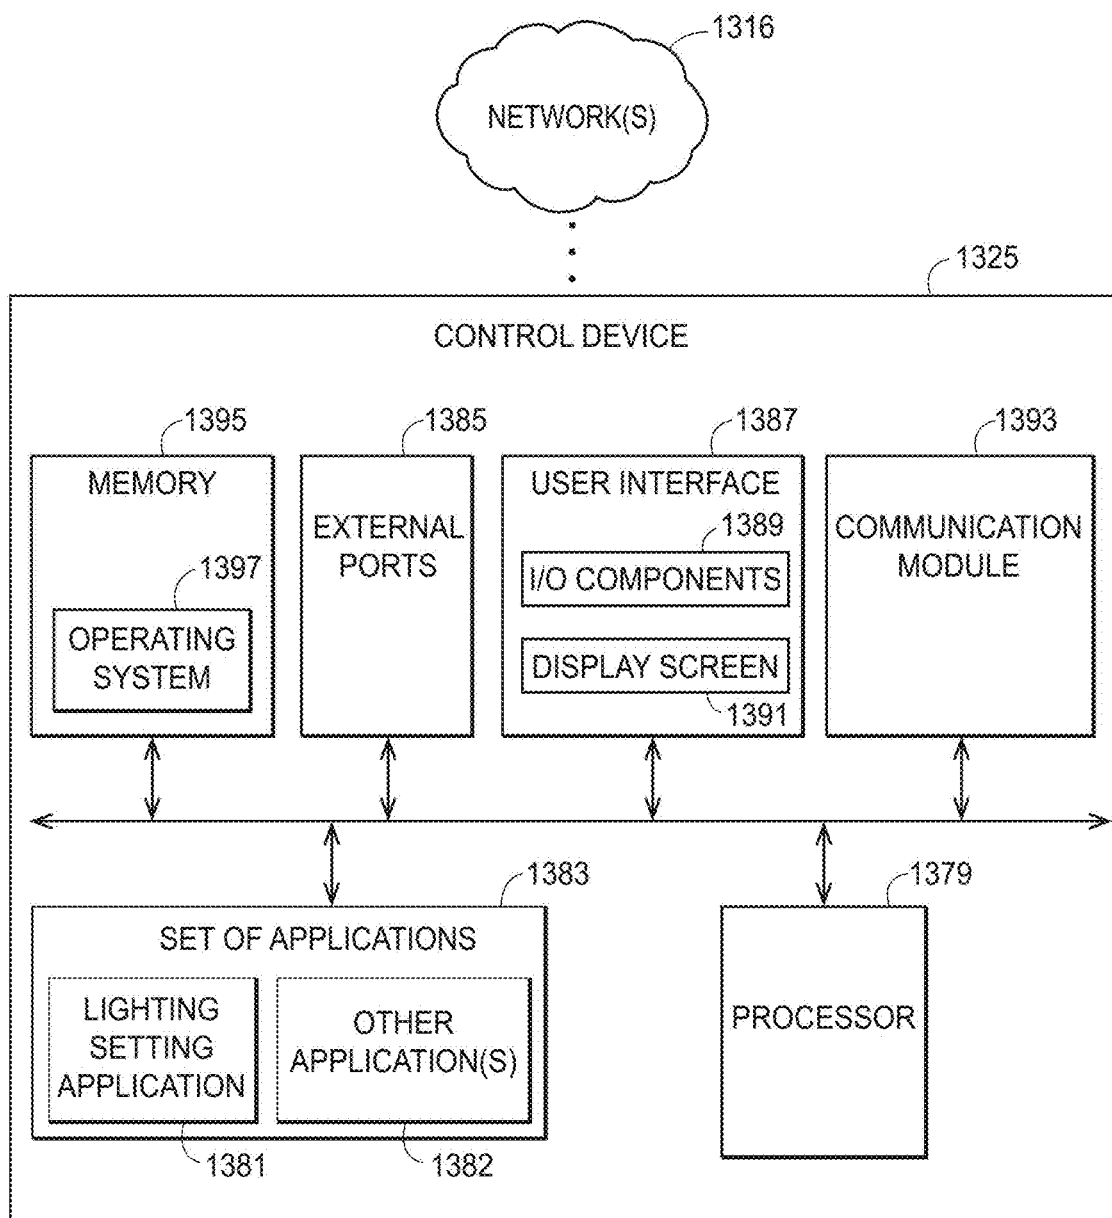 1316
NETWORK(S)
1325
CONTROL DEVICE
1395
MEMORY
1397
OPERATING
SYSTEM
1385
EXTERNAL
PORTS
1387
USER INTERFACE
1389
I/O COMPONENTS
DISPLAY SCREEN
1391
1393
COMMUNICATION
MODULE
1383
SET OF APPLICATIONS
LIGHTING
SETTING
APPLICATION
1381
OTHER
APPLICATION(S)
1382
1379
PROCESSOR